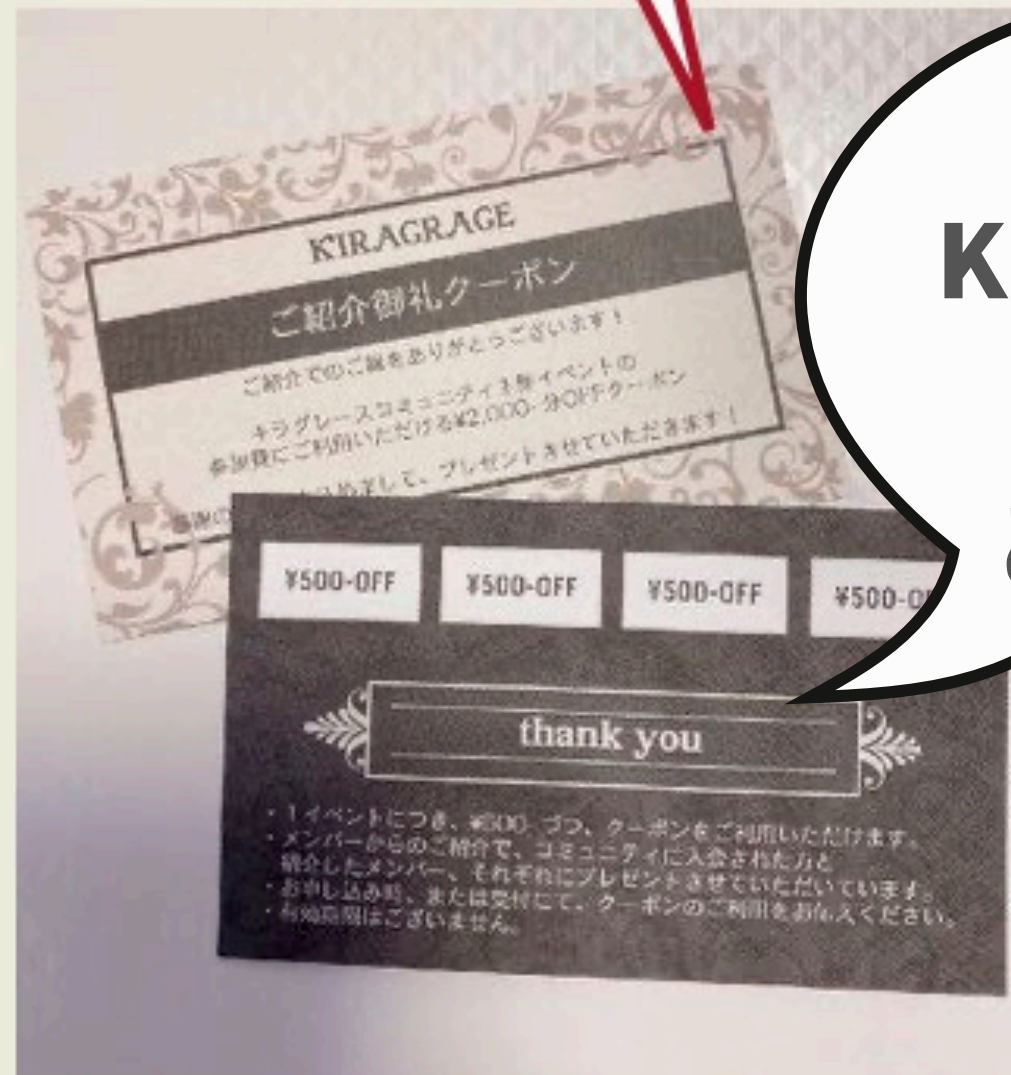 KIRAGRAGE
ご紹介御礼クーポン
ご紹介でのご縁をありがとうございます！
キラグレースコミュニティ主催イベントの
参加費にご利用いただける¥2,000-分OFFクーポン
プレゼントさせていただきます！
¥500-OFF
¥500-OFF
¥500-OFF
¥500-O
K
thank you
・1イベントにつき、¥500-づつ、クーポンをご利用いただけます。
・メンバーからのご紹介で、コミュニティに入会された方と
紹介したメンバー、それぞれにプレゼントさせていただいています。
・お申し込み時、または受付にて、クーポンのご利用をお伝えください。
・有効期限はございません。